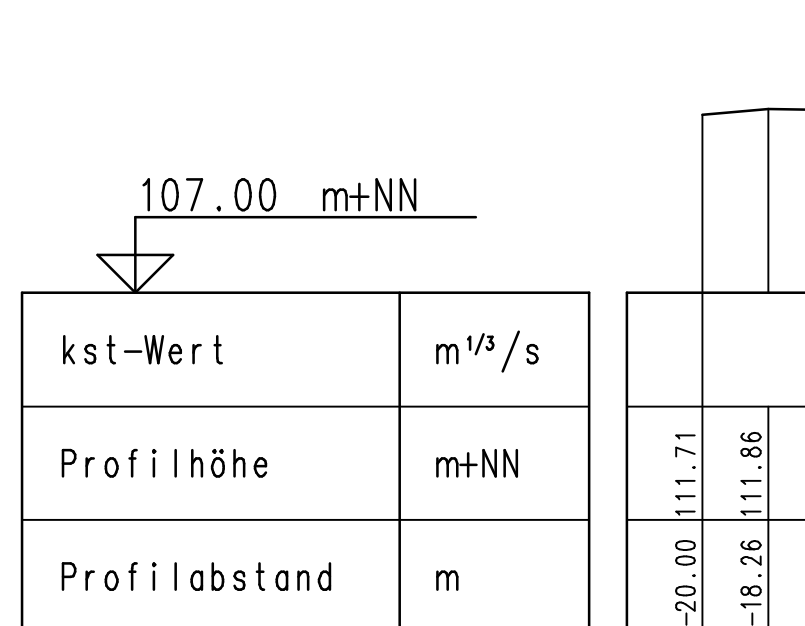 107.00 m+NN
kst-Wert m¹/³/s
Profilhöhe m+NN 111.71 111.86
Profilabstand m -20.00 -18.26